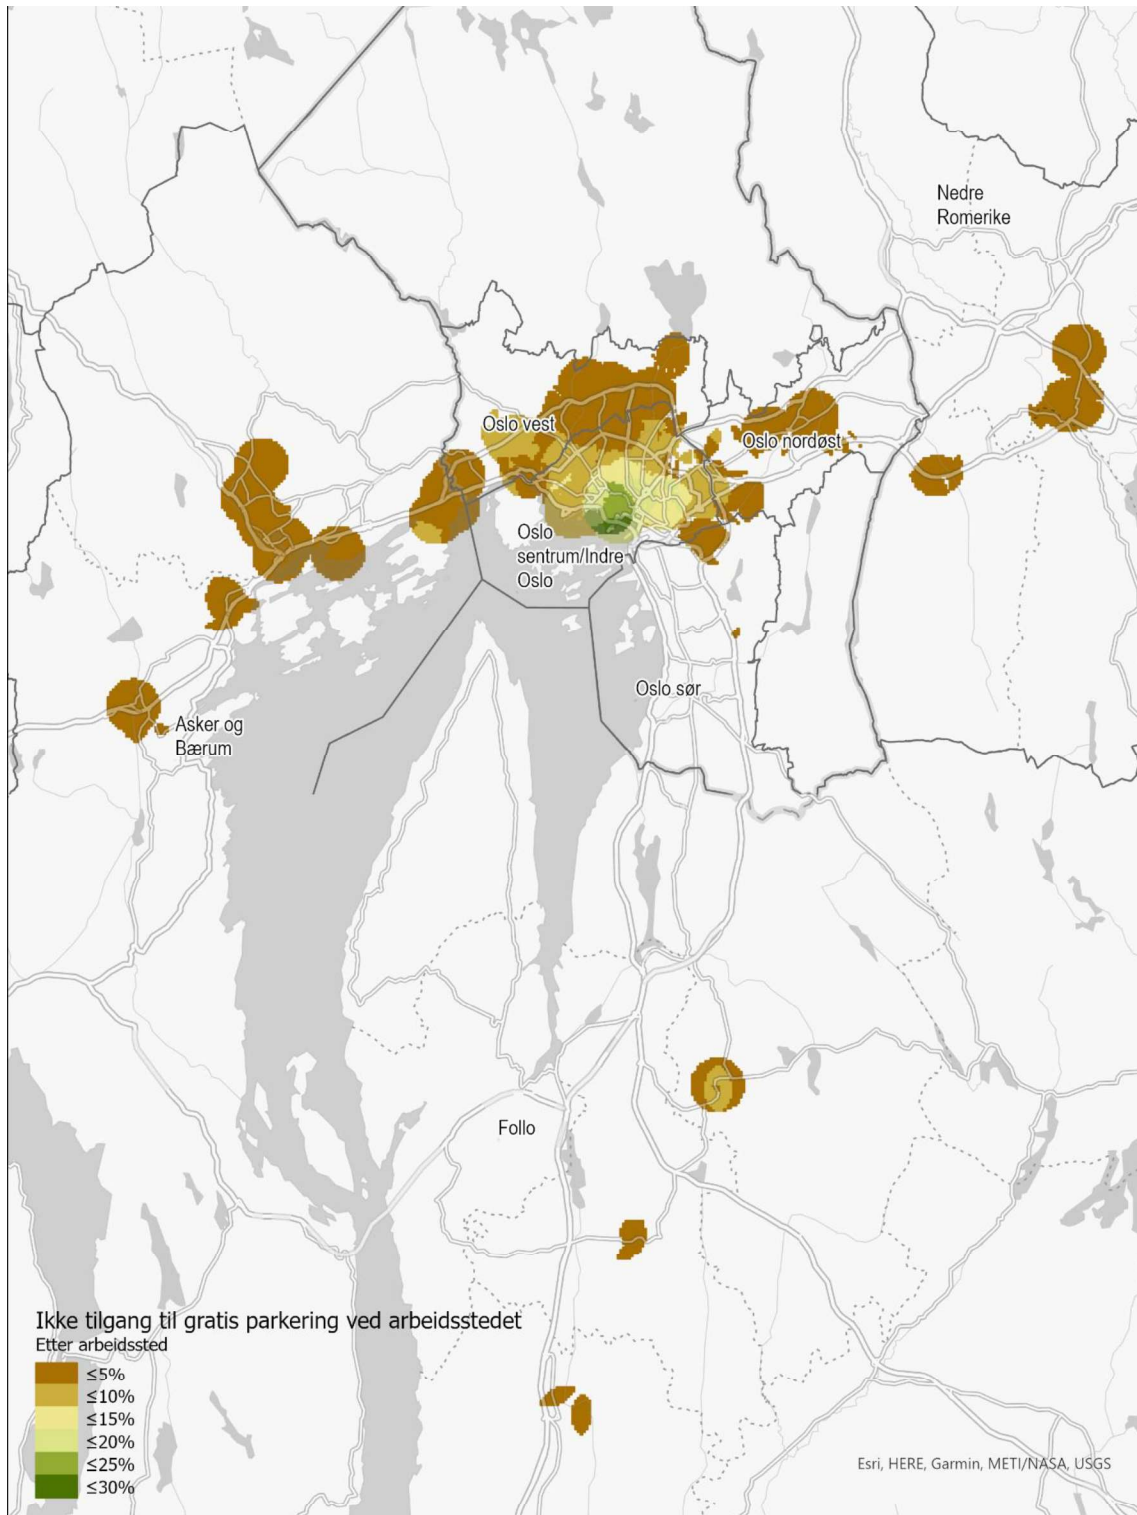 Nedre
Romerike
Oslo vest
Oslo nordøst
Oslo
sentrum/Indre
Oslo
Oslo sør
Asker og
Bærum
Follo
Ikke tilgang til gratis parkering ved arbeidsstedet
Etter arbeidssted
≤5%
≤10%
≤15%
≤20%
≤25%
≤30%
Esri, HERE, Garmin, METI/NASA, USGS